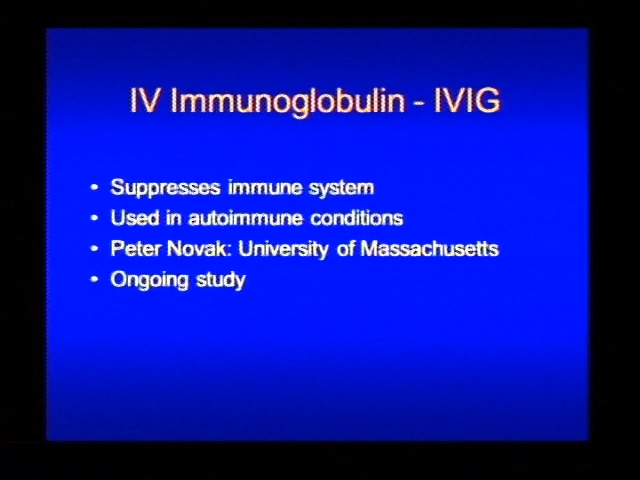 IV Immunoglobulin - IVIG
• Suppresses immune system
• Used in autoimmune conditions
• Peter Novak: University of Massachusetts
• Ongoing study